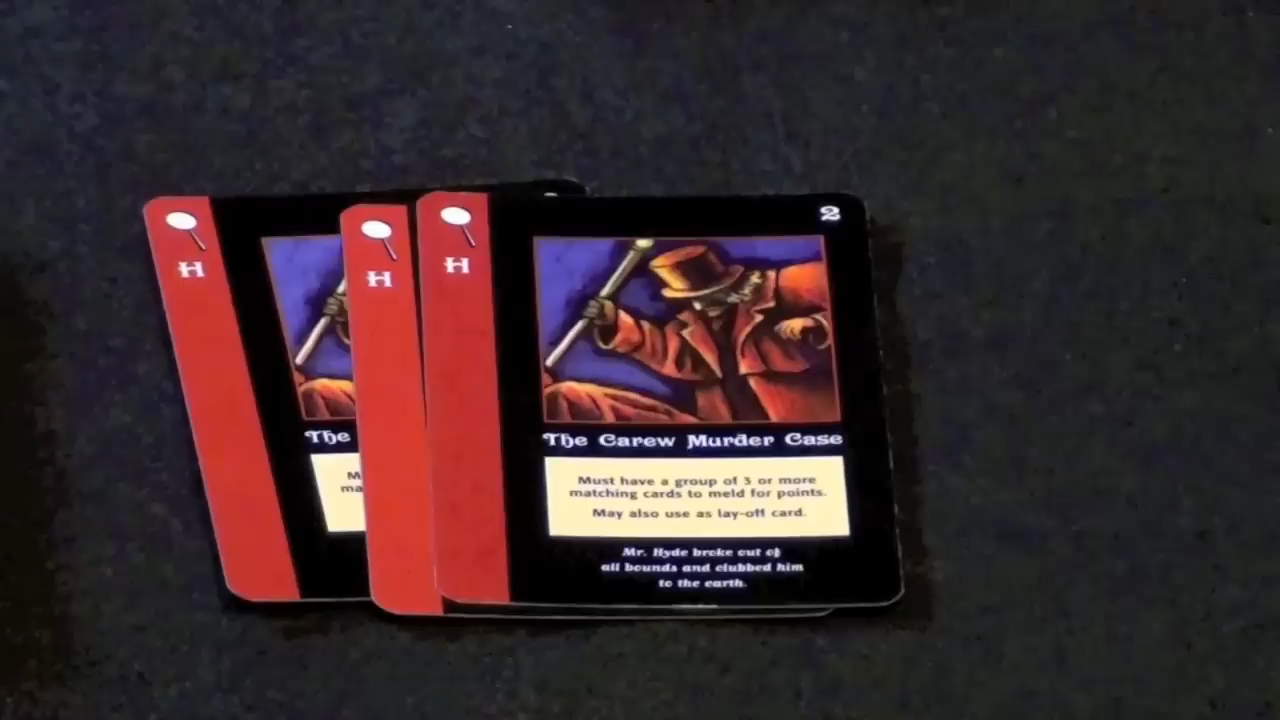 H
H
H
2
The
The Carew Murder Case
M
ma
Must have a group of 3 or more
matching cards to meld for points.
May also use as lay-off card.
Mr. Hyde broke out of
all bounds and clubbed him
to the earth.